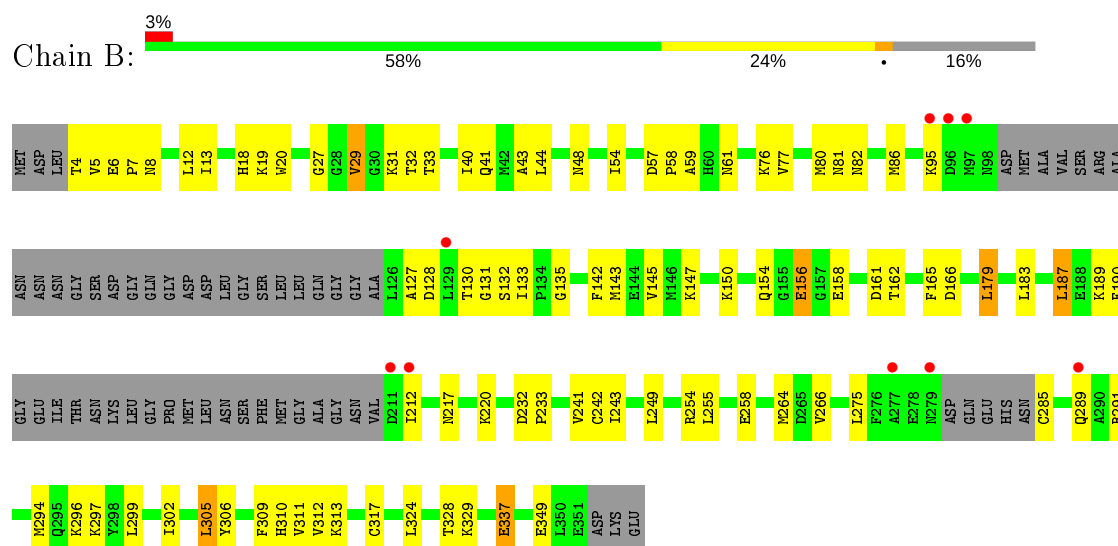 3%
Chain B:
58% 24% • 16%
MET ASP LEU T4 V5 E6 P7 N8 L12 I13 H18 K19 W20 G27 G28 V29 G30 K31 T32 T33 I40 Q41 M42 A43 L44 N48 I54 D57 P58 A59 H60 N61 K76 V77 M80 N81 N82 M86 K95 D96 M97 N98 ASP MET ALA VAL SER ARG ALA
ASN ASN ASN GLY SER ASP GLY GLN GLY ASP ASP LEU GLY SER LEU LEU GLN GLY GLY ALA L126 A127 D128 L129 T130 G131 S132 I133 P134 G135 F142 M143 E144 V145 M146 K147 K150 Q154 G155 E156 G157 E158 D161 T162 F165 D166 L179 L183 L187 E188 K189
GLY GLU ILE THR ASN LYS LEU GLY PRO MET LEU ASN SER PHE MET GLY ALA GLY ASN VAL D211 I212 N217 K220 D232 P233 V241 C242 I243 L249 R254 L255 E258 M264 D265 V266 L275 F276 A277 E278 N279 ASP GLN GLU HIS ASN C285 Q289 A290
M294 Q295 K296 K297 Y298 L299 I302 L305 Y306 F309 H310 V311 V312 K313 C317 L324 T328 K329 E337 E349 L350 E351 ASP LYS GLU